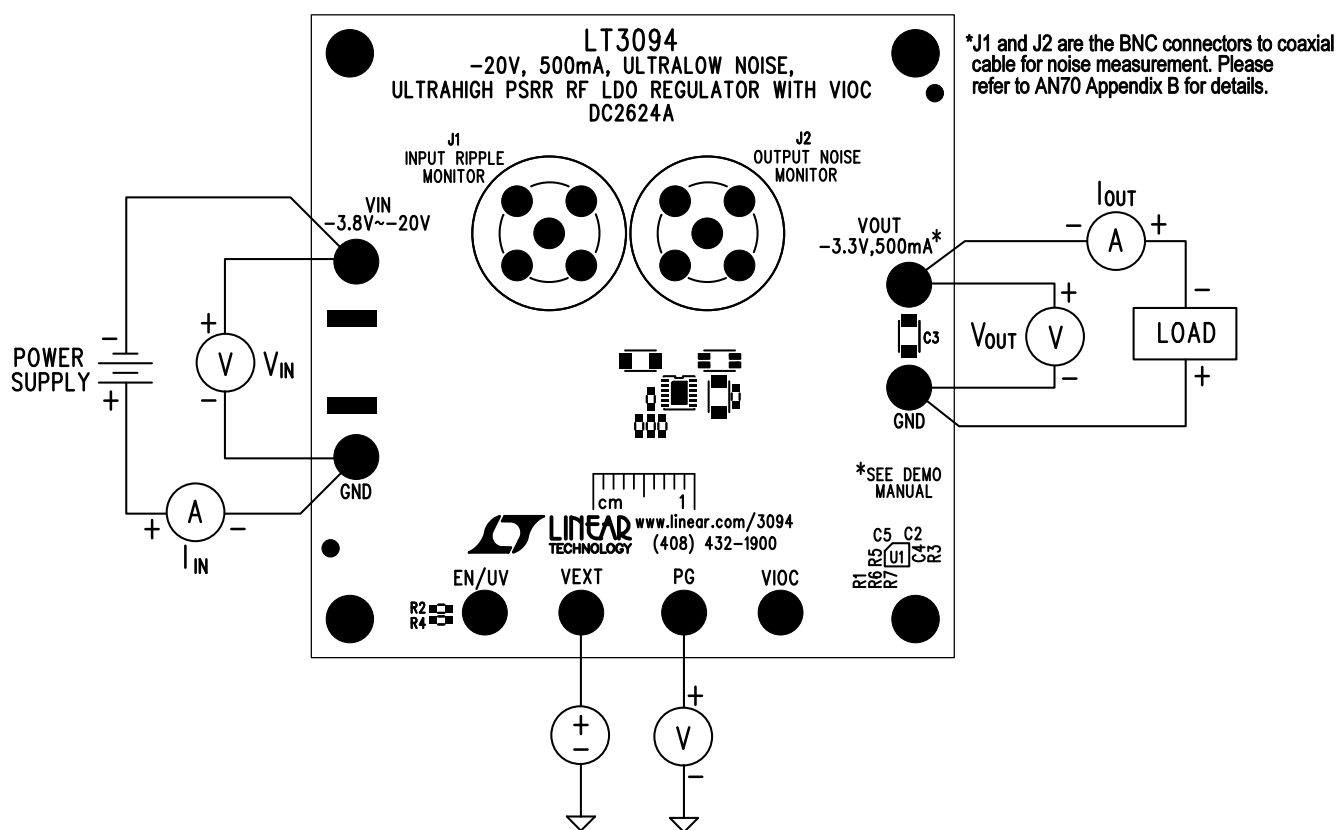 LT3094
-20V, 500mA, ULTRALOW NOISE,
ULTRAHIGH PSRR RF LDO REGULATOR WITH VIOC
DC2624A
*J1 and J2 are the BNC connectors to coaxial
cable for noise measurement. Please
refer to AN70 Appendix B for details.
J1
INPUT RIPPLE
MONITOR
J2
OUTPUT NOISE
MONITOR
VIN
-3.8V~-20V
VOUT
-3.3V,500mA*
IOUT
- A +
+
V
-
VIN
-
POWER
SUPPLY
+
+ A -
IIN
GND
C3
+
VOUT V
-
-
LOAD
+
GND
*SEE DEMO
MANUAL
cm 1
LINEAR
TECHNOLOGY
www.linear.com/3094
(408) 432-1900
C5 C2
R5 U1 C4 R3
R1 R6 R7
EN/UV VEXT PG VIOC
R2
R4
+
-
+
V
-